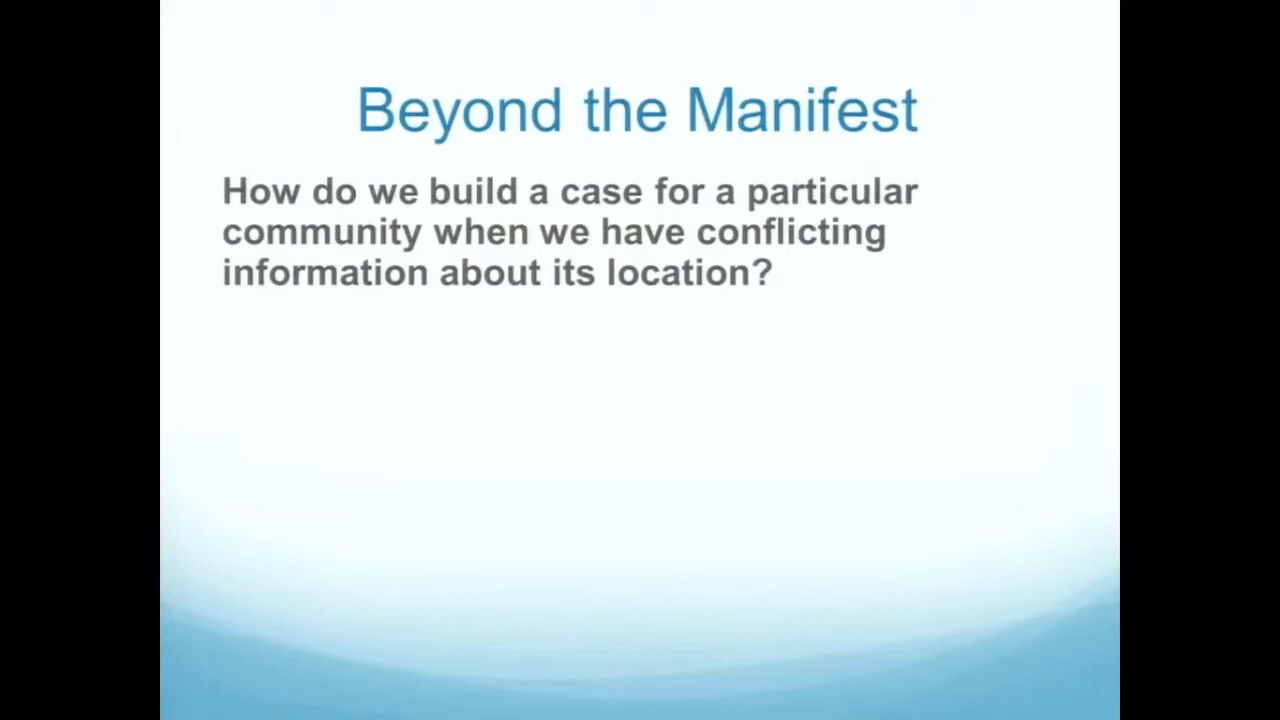 Beyond the Manifest
How do we build a case for a particular
community when we have conflicting
information about its location?